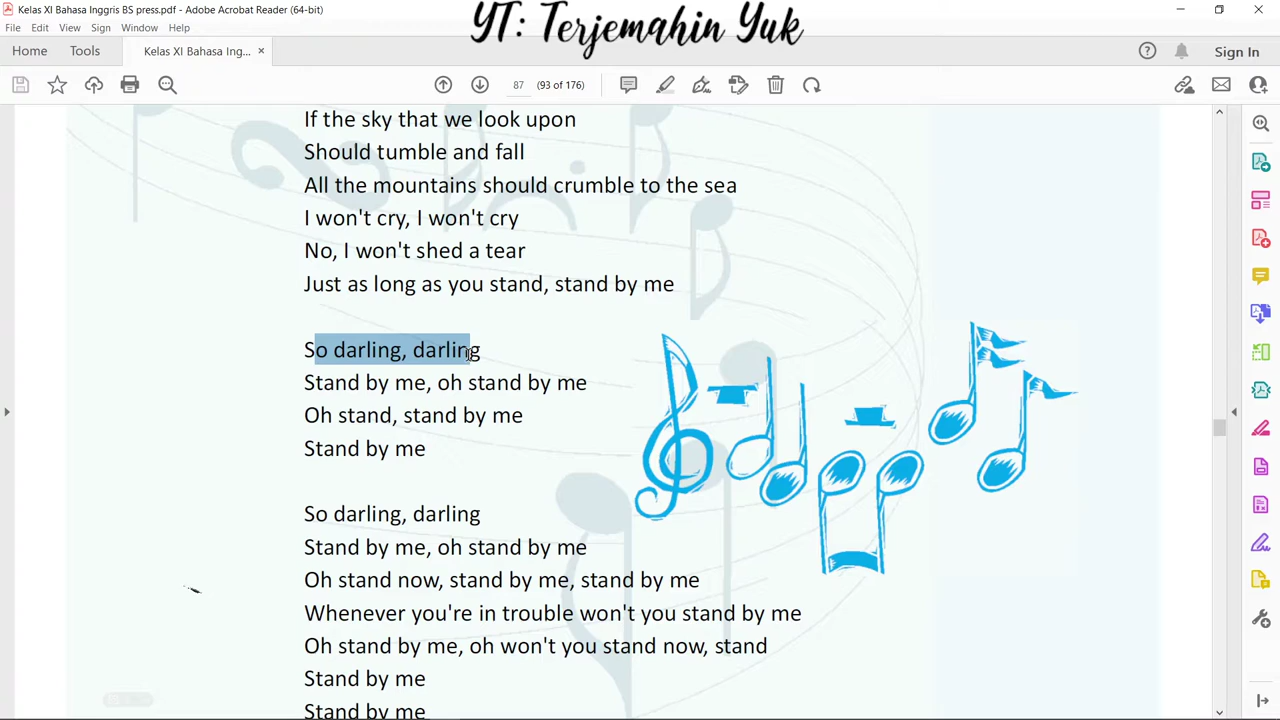 Kelas XI Bahasa Inggris BS press.pdf - Adobe Acrobat Reader (64-bit)
YT: Terjemahin Yuk
File Edit View Sign Window Help
Home Tools Kelas XI Bahasa Ing... × Sign In
87 (93 of 176)
If the sky that we look upon
Should tumble and fall
All the mountains should crumble to the sea
I won't cry, I won't cry
No, I won't shed a tear
Just as long as you stand, stand by me
So darling, darling
Stand by me, oh stand by me
Oh stand, stand by me
Stand by me
So darling, darling
Stand by me, oh stand by me
Oh stand now, stand by me, stand by me
Whenever you're in trouble won't you stand by me
Oh stand by me, oh won't you stand now, stand
Stand by me
Stand by me